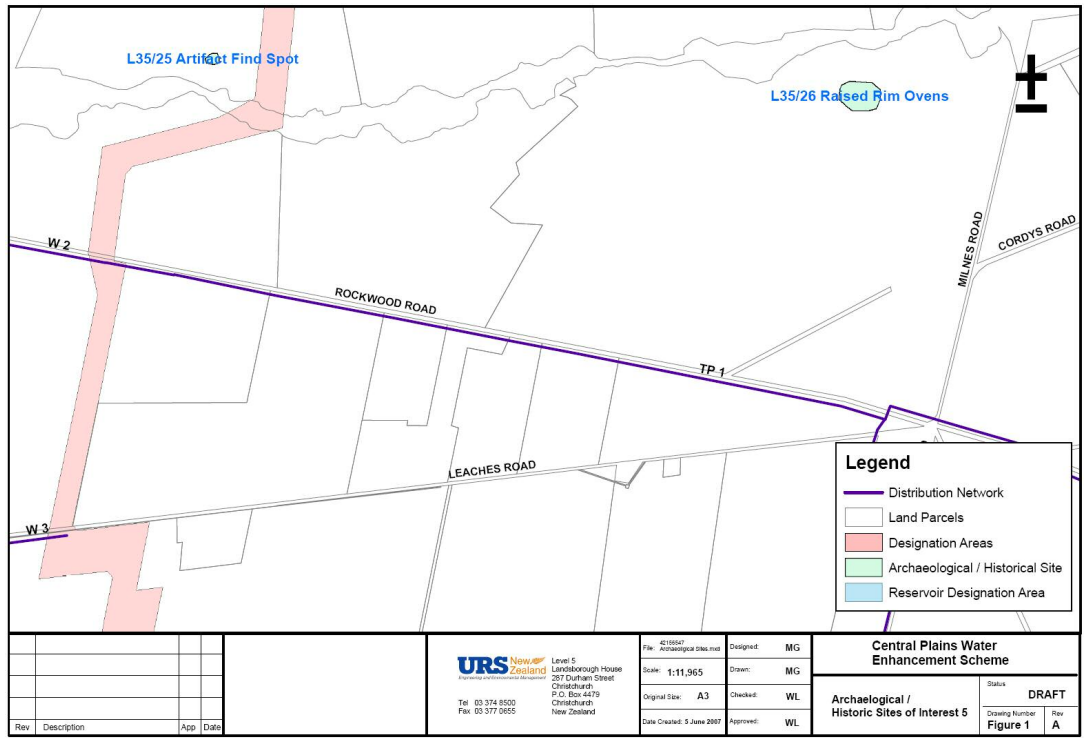 L35/25 Artifact Find Spot
L35/26 Raised Rim Ovens
CORDYS ROAD
MILNES ROAD
W 2
ROCKWOOD ROAD
TP 1
LEACHES ROAD
W 3
Legend
Distribution Network
Land Parcels
Designation Areas
Archaeological / Historical Site
Reservoir Designation Area
Rev Description App Date
URS New Zealand
Engineering and Environmental Management
Tel 03 374 8500
Fax 03 377 0655
Level 5
Landsborough House
287 Durham Street
Christchurch
P.O. Box 4479
Christchurch
New Zealand
File: 42156547 Archaeological Sites.mxd
Scale: 1:11,965
Original Size: A3
Date Created: 5 June 2007
Designed: MG
Drawn: MG
Checked: WL
Approved: WL
Central Plains Water
Enhancement Scheme
Archaelogical /
Historic Sites of Interest 5
Status
DRAFT
Drawing Number
Figure 1
Rev
A